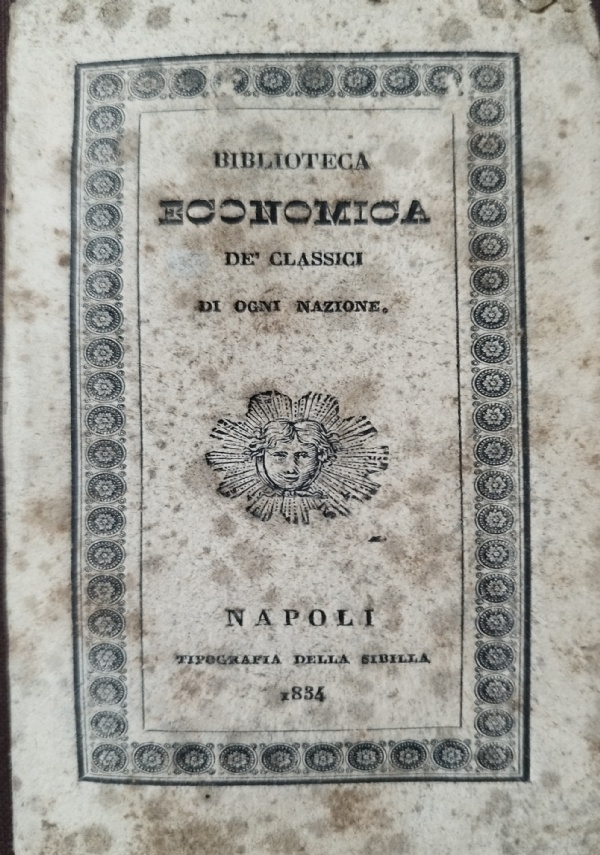 BIBLIOTECA
ECONOMICA
DE' CLASSICI
DI OGNI NAZIONE.
NAPOLI
TIPOGRAFIA DELLA SIBILLA
1834